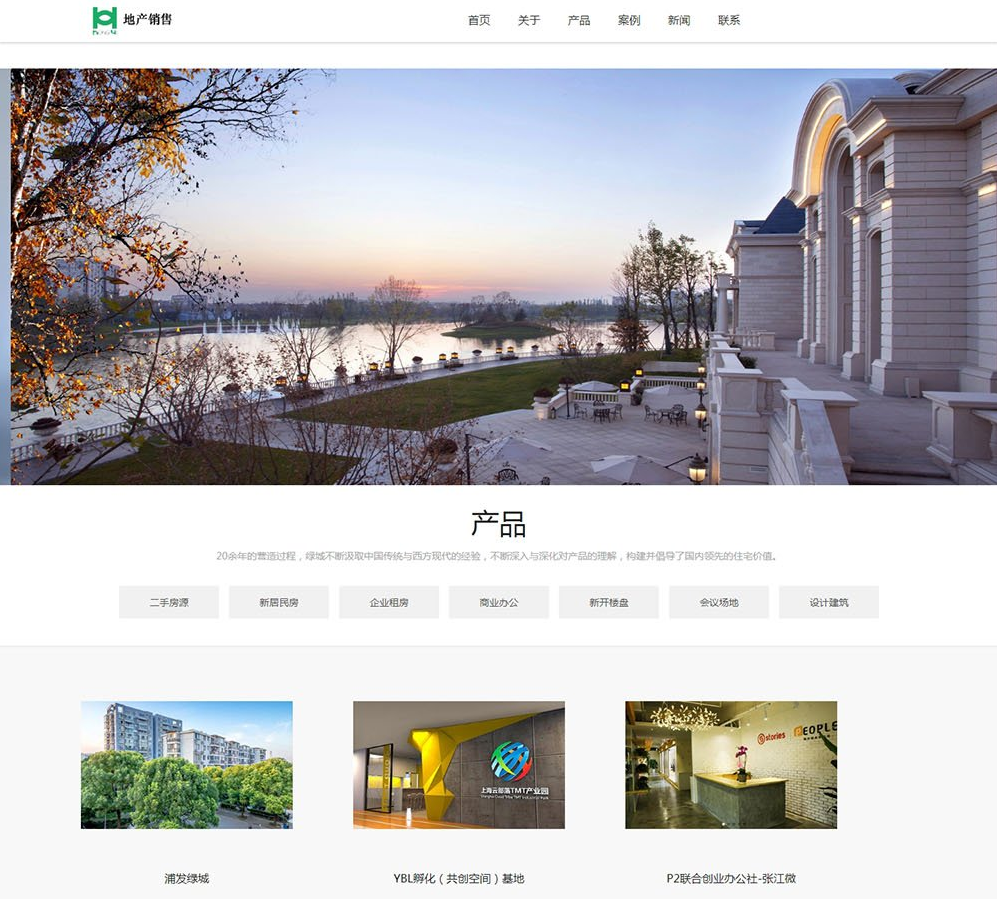 地产销售
首页 关于 产品 案例 新闻 联系
产品
20余年的营造过程，绿城不断汲取中国传统与西方现代的经验，不断深入与深化对产品的理解，构建并倡导了国内领先的住宅价值。
二手房源 新居民房 企业租房 商业办公 新开楼盘 会议场地 设计建筑
上海云部落TMT产业园
stories
PEOPLE
浦发绿城 YBL孵化（共创空间）基地 P2联合创业办公社-张江微